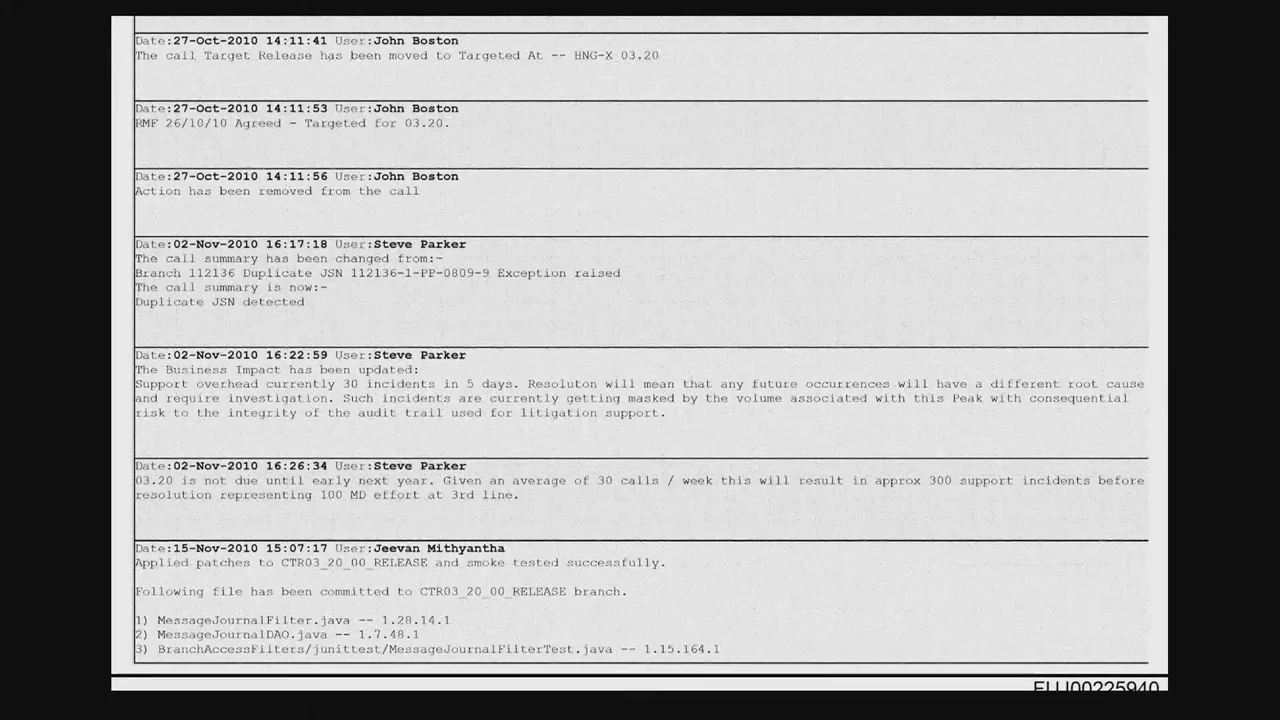 Date:27-Oct-2010 14:11:41 User:John Boston
The call Target Release has been moved to Targeted At -- HNG-X 03.20
Date:27-Oct-2010 14:11:53 User:John Boston
RMF 26/10/10 Agreed - Targeted for 03.20.
Date:27-Oct-2010 14:11:56 User:John Boston
Action has been removed from the call
Date:02-Nov-2010 16:17:18 User:Steve Parker
The call summary has been changed from:-
Branch 112136 Duplicate JSN 112136-1-PP-0809-9 Exception raised
The call summary is now:-
Duplicate JSN detected
Date:02-Nov-2010 16:22:59 User:Steve Parker
The Business Impact has been updated:
Support overhead currently 30 incidents in 5 days. Resoluton will mean that any future occurrences will have a different root cause
and require investigation. Such incidents are currently getting masked by the volume associated with this Peak with consequential
risk to the integrity of the audit trail used for litigation support.
Date:02-Nov-2010 16:26:34 User:Steve Parker
03.20 is not due until early next year. Given an average of 30 calls / week this will result in approx 300 support incidents before
resolution representing 100 MD effort at 3rd line.
Date:15-Nov-2010 15:07:17 User:Jeevan Mithyantha
Applied patches to CTR03_20_00_RELEASE and smoke tested successfully.
Following file has been committed to CTR03_20_00_RELEASE branch.
1) MessageJournalFilter.java -- 1.28.14.1
2) MessageJournalDAO.java -- 1.7.48.1
3) BranchAccessFilters/junittest/MessageJournalFilterTest.java -- 1.15.164.1
FUJ00225940